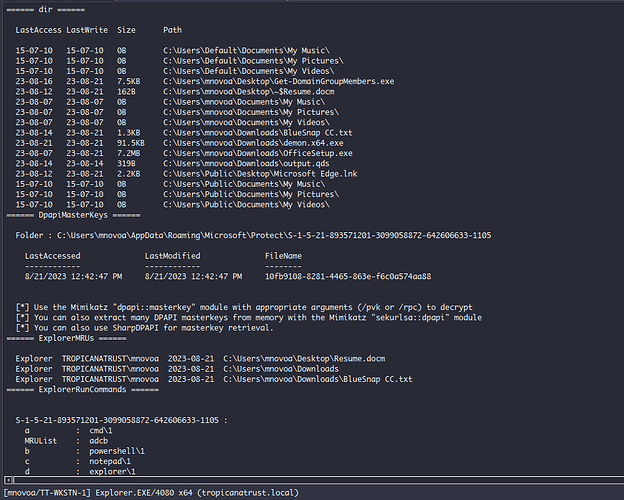 ====== dir ======
LastAccess LastWrite Size Path
15-07-10 15-07-10 0B C:\Users\Default\Documents\My Music\
15-07-10 15-07-10 0B C:\Users\Default\Documents\My Pictures\
15-07-10 15-07-10 0B C:\Users\Default\Documents\My Videos\
23-08-16 23-08-21 7.5KB C:\Users\mnovoa\Desktop\Get-DomainGroupMembers.exe
23-08-12 23-08-21 162B C:\Users\mnovoa\Desktop\~$Resume.docm
23-08-07 23-08-07 0B C:\Users\mnovoa\Documents\My Music\
23-08-07 23-08-07 0B C:\Users\mnovoa\Documents\My Pictures\
23-08-07 23-08-07 0B C:\Users\mnovoa\Documents\My Videos\
23-08-14 23-08-21 1.3KB C:\Users\mnovoa\Downloads\BlueSnap CC.txt
23-08-21 23-08-21 91.5KB C:\Users\mnovoa\Downloads\demon.x64.exe
23-08-07 23-08-21 7.2MB C:\Users\mnovoa\Downloads\OfficeSetup.exe
23-08-14 23-08-14 319B C:\Users\mnovoa\Downloads\output.qds
23-08-12 23-08-21 2.2KB C:\Users\Public\Desktop\Microsoft Edge.lnk
15-07-10 15-07-10 0B C:\Users\Public\Documents\My Music\
15-07-10 15-07-10 0B C:\Users\Public\Documents\My Pictures\
15-07-10 15-07-10 0B C:\Users\Public\Documents\My Videos\
====== DpapiMasterKeys ======
Folder : C:\Users\mnovoa\AppData\Roaming\Microsoft\Protect\S-1-5-21-893571201-3099058872-642606633-1105
LastAccessed LastModified FileName
------------ ------------ --------
8/21/2023 12:42:47 PM 8/21/2023 12:42:47 PM 10fb9108-8281-4465-863e-f6c0a574aa88
[*] Use the Mimikatz "dpapi::masterkey" module with appropriate arguments (/pvk or /rpc) to decrypt
[*] You can also extract many DPAPI masterkeys from memory with the Mimikatz "sekurlsa::dpapi" module
[*] You can also use SharpDPAPI for masterkey retrieval.
====== ExplorerMRUs ======
Explorer TROPICANATRUST\mnovoa 2023-08-21 C:\Users\mnovoa\Desktop\Resume.docm
Explorer TROPICANATRUST\mnovoa 2023-08-21 C:\Users\mnovoa\Downloads
Explorer TROPICANATRUST\mnovoa 2023-08-21 C:\Users\mnovoa\Downloads\BlueSnap CC.txt
====== ExplorerRunCommands ======
S-1-5-21-893571201-3099058872-642606633-1105 :
a : cmd\1
MRUList : adcb
b : powershell\1
c : notepad\1
d : explorer\1
[mnovoa/TT-WKSTN-1] Explorer.EXE/4080 x64 (tropicanatrust.local)